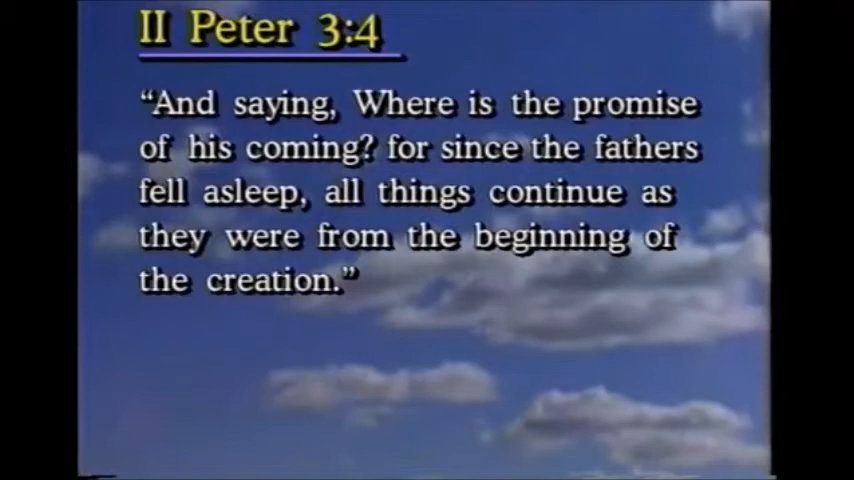 II Peter 3:4
“And saying, Where is the promise
of his coming? for since the fathers
fell asleep, all things continue as
they were from the beginning of
the creation.”